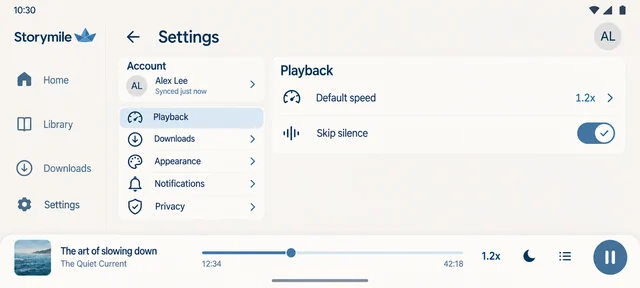 10:30
Storymile
Settings
AL
Home
Library
Downloads
Settings
Account
AL
Alex Lee
Synced just now
Playback
Downloads
Appearance
Notifications
Privacy
Playback
Default speed
1.2x
Skip silence
The art of slowing down
The Quiet Current
12:34
42:18
1.2x